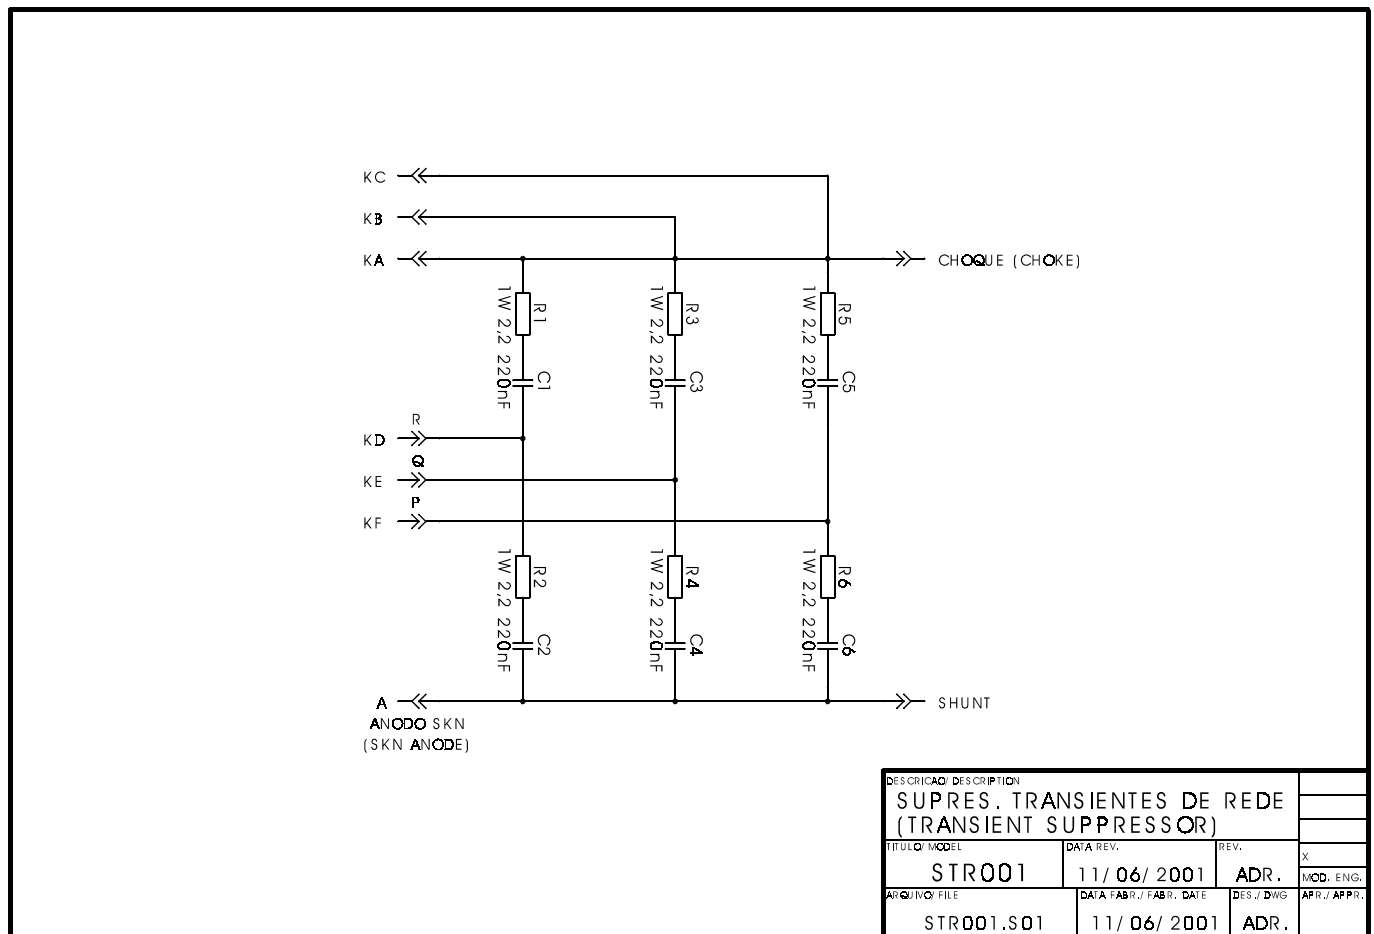 KC
KB
KA
CHOQUE (CHOKE)
R1
1W 2,2
C1
220nF
R3
1W 2,2
C3
220nF
R5
1W 2,2
C5
220nF
R
KD
Q
KE
P
KF
R2
1W 2,2
C2
220nF
R4
1W 2,2
C4
220nF
R6
1W 2,2
C6
220nF
A
SHUNT
ANODO SKN
(SKN ANODE)
DESCRICAO/ DESCRIPTION
SUPRES. TRANSIENTES DE REDE
(TRANSIENT SUPPRESSOR)
TITULO/ MODEL
DATA REV.
REV.
STR001
11/06/2001
ADR.
X
MOD. ENG.
ARQUIVO/ FILE
DATA FABR./ FABR. DATE
DES./ DWG
APR./ APPR.
STR001.S01
11/06/2001
ADR.